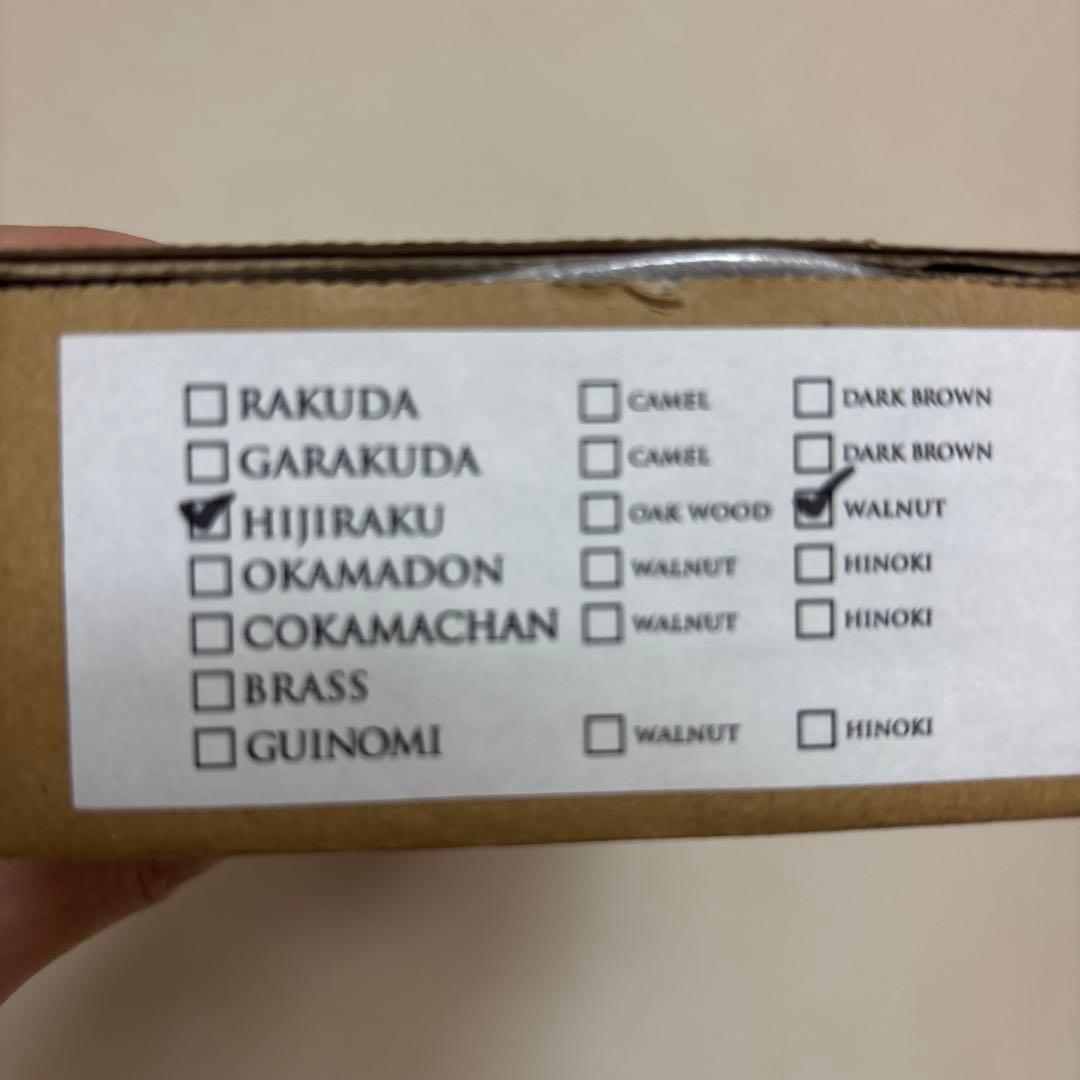 ☐ RAKUDA ☐ CAMEL ☐ DARK BROWN
☐ GARAKUDA ☐ CAMEL ☐ DARK BROWN
☑ HIJIRAKU ☐ OAK WOOD ☑ WALNUT
☐ OKAMADON ☐ WALNUT ☐ HINOKI
☐ COKAMACHAN ☐ WALNUT ☐ HINOKI
☐ BRASS
☐ GUINOMI ☐ WALNUT ☐ HINOKI